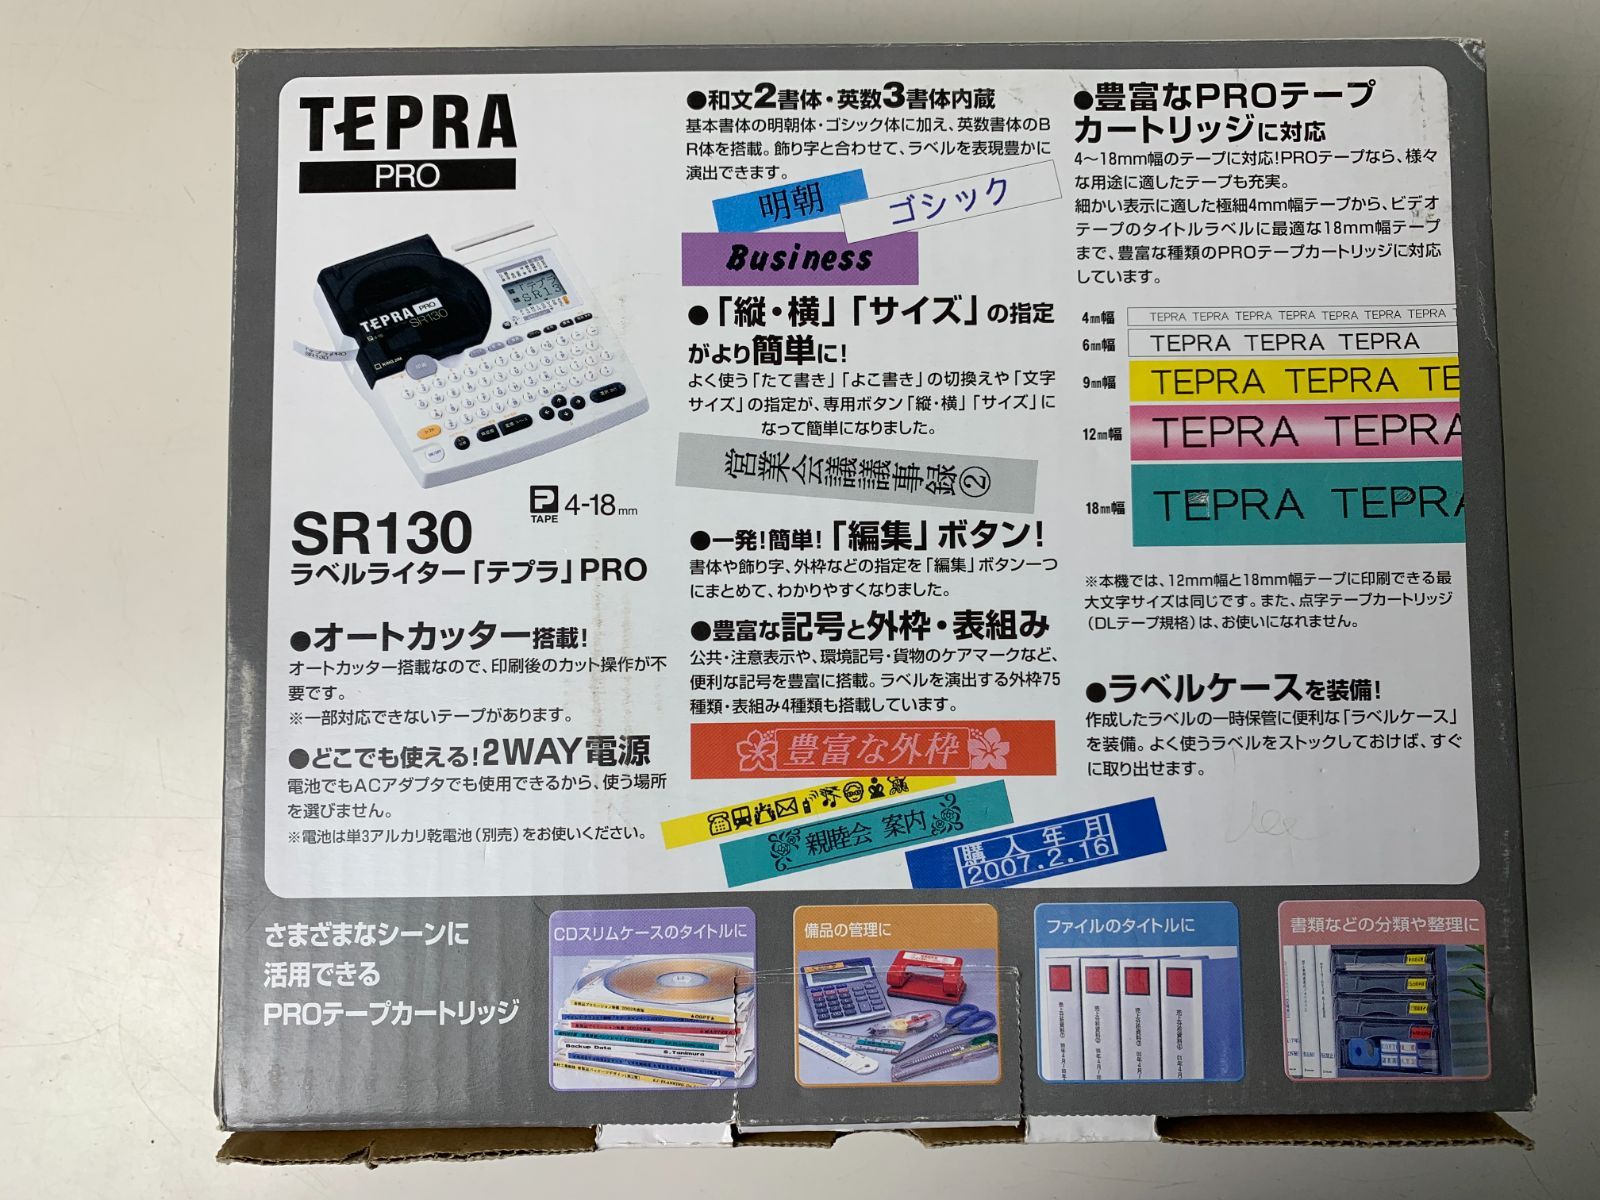 TEPRA
PRO
TEPRA PRO
SR130
SR130
TAPE 4-18mm
ラベルライター「テプラ」PRO
●オートカッター搭載!
オートカッター搭載なので、印刷後のカット操作が不
要です。
※一部対応できないテープがあります。
●どこでも使える!2WAY電源
電池でもACアダプタでも使用できるから、使う場所
を選びません。
※電池は単3アルカリ乾電池(別売)をお使いください。
●和文2書体・英数3書体内蔵
基本書体の明朝体・ゴシック体に加え、英数書体のB
R体を搭載。飾り字と合わせて、ラベルを表現豊かに
演出できます。
明朝
ゴシック
Business
●「縦・横」「サイズ」の指定
がより簡単に!
よく使う「たて書き」「よこ書き」の切換えや「文字
サイズ」の指定が、専用ボタン「縦・横」「サイズ」に
なって簡単になりました。
営業会議議事録②
●一発!簡単!「編集」ボタン!
書体や飾り字、外枠などの指定を「編集」ボタン一つ
にまとめて、わかりやすくなりました。
●豊富な記号と外枠・表組み
公共・注意表示や、環境記号・貨物のケアマークなど、
便利な記号を豊富に搭載。ラベルを演出する外枠75
種類・表組み4種類も搭載しています。
豊富な外枠
親睦会 案内
購入年月
2007.2.16
●豊富なPROテープ
カートリッジに対応
4〜18mm幅のテープに対応!PROテープなら、様々
な用途に適したテープも充実。
細かい表示に適した極細4mm幅テープから、ビデオ
テープのタイトルラベルに最適な18mm幅テープ
まで、豊富な種類のPROテープカートリッジに対応
しています。
4mm幅 TEPRA TEPRA TEPRA TEPRA TEPRA TEPRA TEPRA T
6mm幅 TEPRA TEPRA TEPRA TEPRA
9mm幅 TEPRA TEPRA TE
12mm幅 TEPRA TEPRA
18mm幅 TEPRA TEPRA
※本機では、12mm幅と18mm幅テープに印刷できる最
大文字サイズは同じです。また、点字テープカートリッジ
(DLテープ規格)は、お使いになれません。
●ラベルケースを装備!
作成したラベルの一時保管に便利な「ラベルケース」
を装備。よく使うラベルをストックしておけば、すぐ
に取り出せます。
さまざまなシーンに
活用できる
PROテープカートリッジ
CDスリムケースのタイトルに
Backup Data
S.Tanimura
備品の管理に
ファイルのタイトルに
書類などの分類や整理に